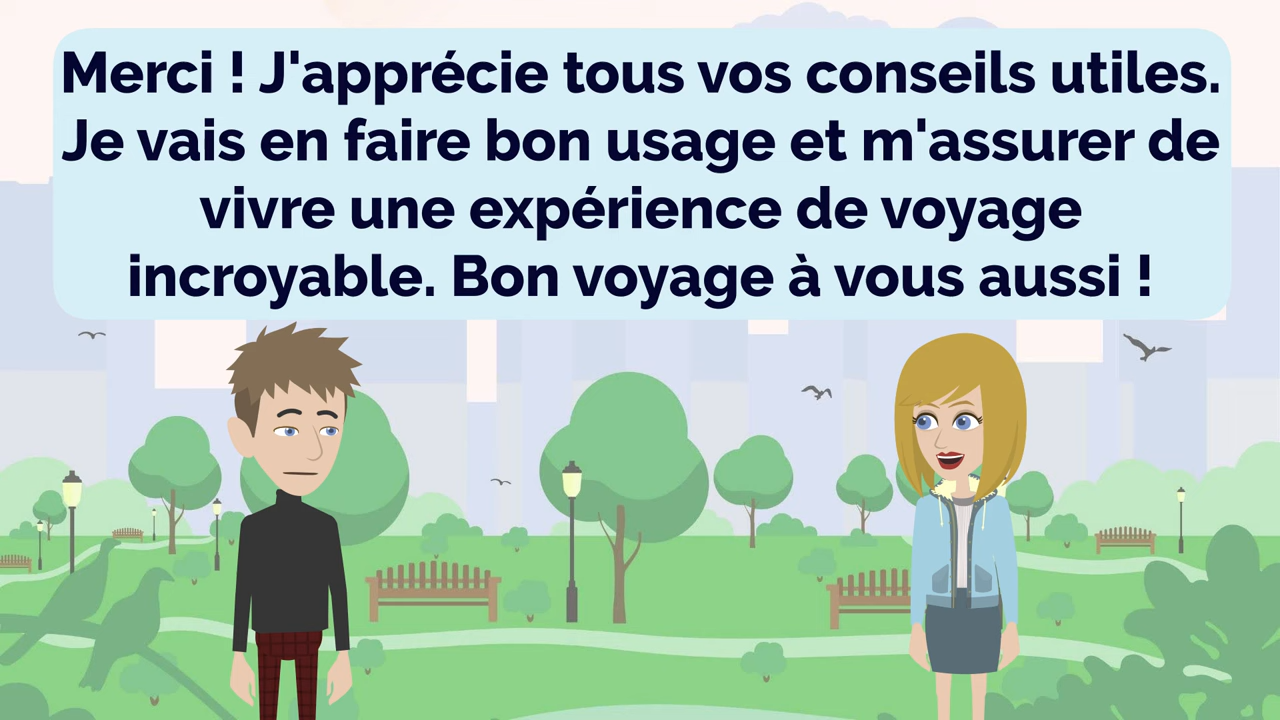 Merci ! J'apprécie tous vos conseils utiles.
Je vais en faire bon usage et m'assurer de
vivre une expérience de voyage
incroyable. Bon voyage à vous aussi !